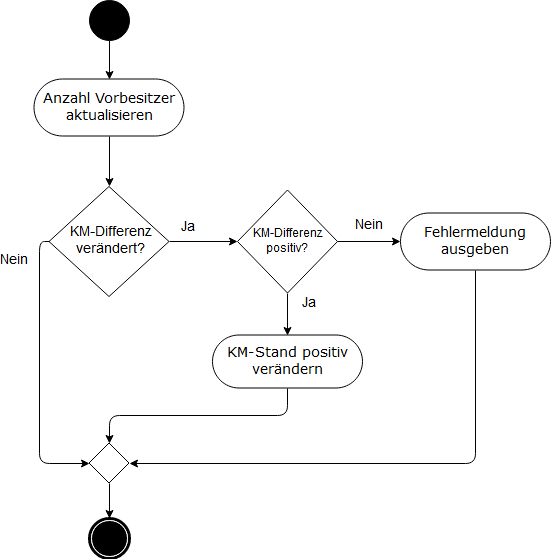 Anzahl Vorbesitzer
aktualisieren
KM-Differenz
verändert?
Ja
KM-Differenz
positiv?
Nein
Fehlermeldung
ausgeben
Nein
Ja
KM-Stand positiv
verändern